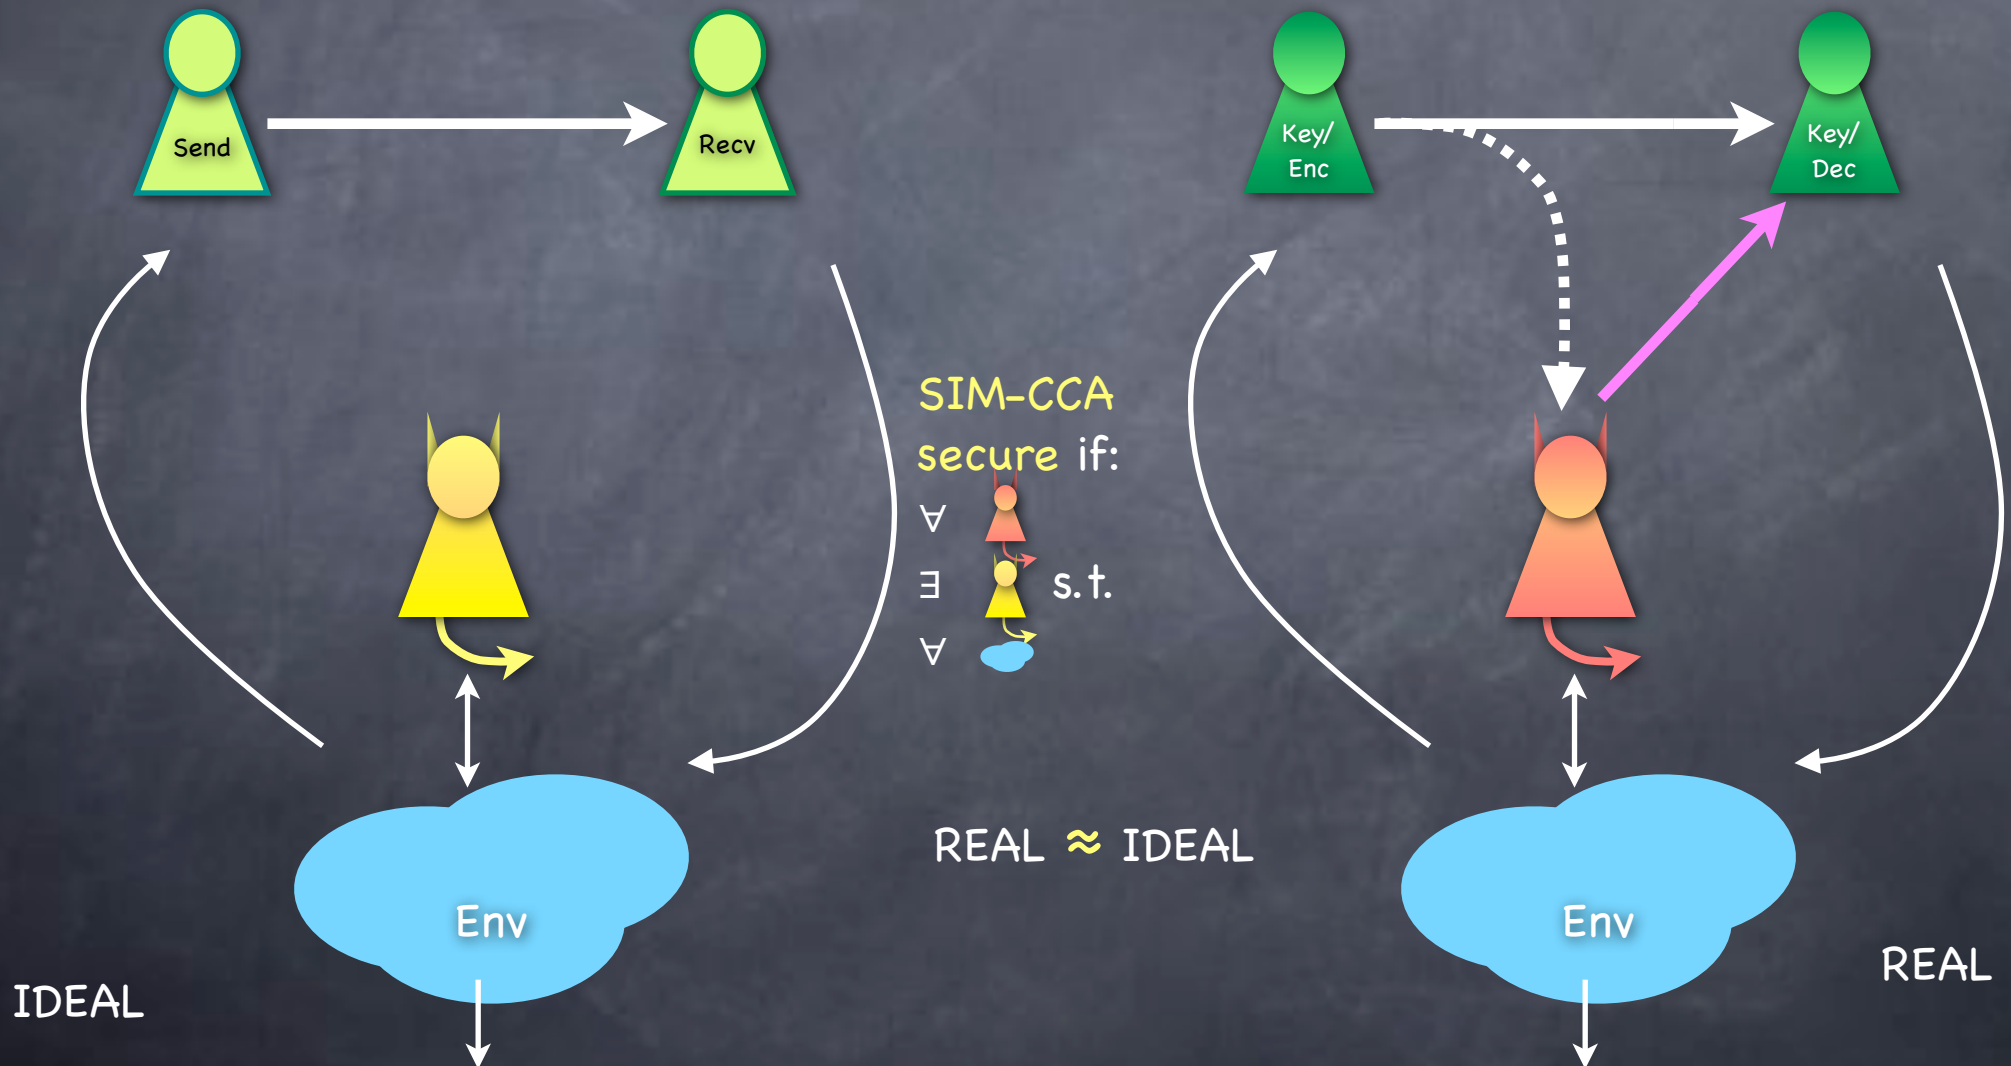 Send
Recv
Key/
Enc
Key/
Dec
SIM-CCA
secure if:
∀
∃ s.t.
∀
REAL ≈ IDEAL
Env
Env
IDEAL
REAL